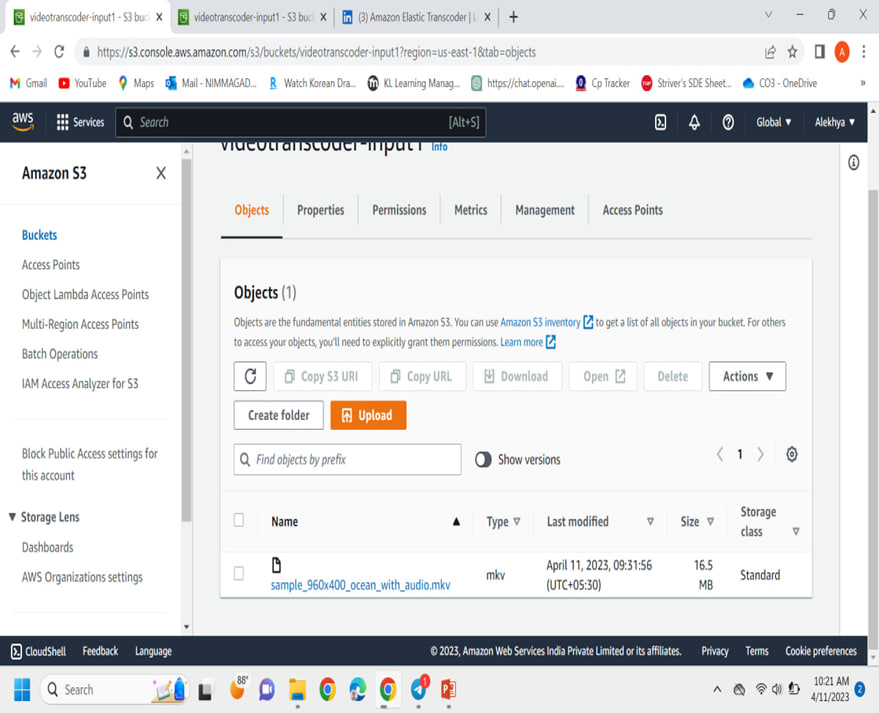 videotranscoder-input1 - S3 buc
videotranscoder-input1 - S3 buc
(3) Amazon Elastic Transcoder | L
https://s3.console.aws.amazon.com/s3/buckets/videotranscoder-input1?region=us-east-1&tab=objects
A
Gmail
YouTube
Maps
Mail - NIMMAGAD...
Watch Korean Dra...
KL Learning Manag...
https://chat.openai....
Cp Tracker
Striver's SDE Sheet...
CO3 - OneDrive
»
aws
Services
Search
[Alt+S]
Global
Alekhya
Amazon S3
Buckets
Access Points
Object Lambda Access Points
Multi-Region Access Points
Batch Operations
IAM Access Analyzer for S3
Block Public Access settings for
this account
Storage Lens
Dashboards
AWS Organizations settings
videotranscoder-input1 Info
Objects
Properties
Permissions
Metrics
Management
Access Points
Objects (1)
Objects are the fundamental entities stored in Amazon S3. You can use Amazon S3 inventory to get a list of all objects in your bucket. For others
to access your objects, you'll need to explicitly grant them permissions. Learn more
Copy S3 URI
Copy URL
Download
Open
Delete
Actions
Create folder
Upload
Find objects by prefix
Show versions
1
Name
Type
Last modified
Size
Storage
class
sample_960x400_ocean_with_audio.mkv
mkv
April 11, 2023, 09:31:56
(UTC+05:30)
16.5
MB
Standard
CloudShell
Feedback
Language
© 2023, Amazon Web Services India Private Limited or its affiliates.
Privacy
Terms
Cookie preferences
Search
88°
1
10:21 AM
4/11/2023
2